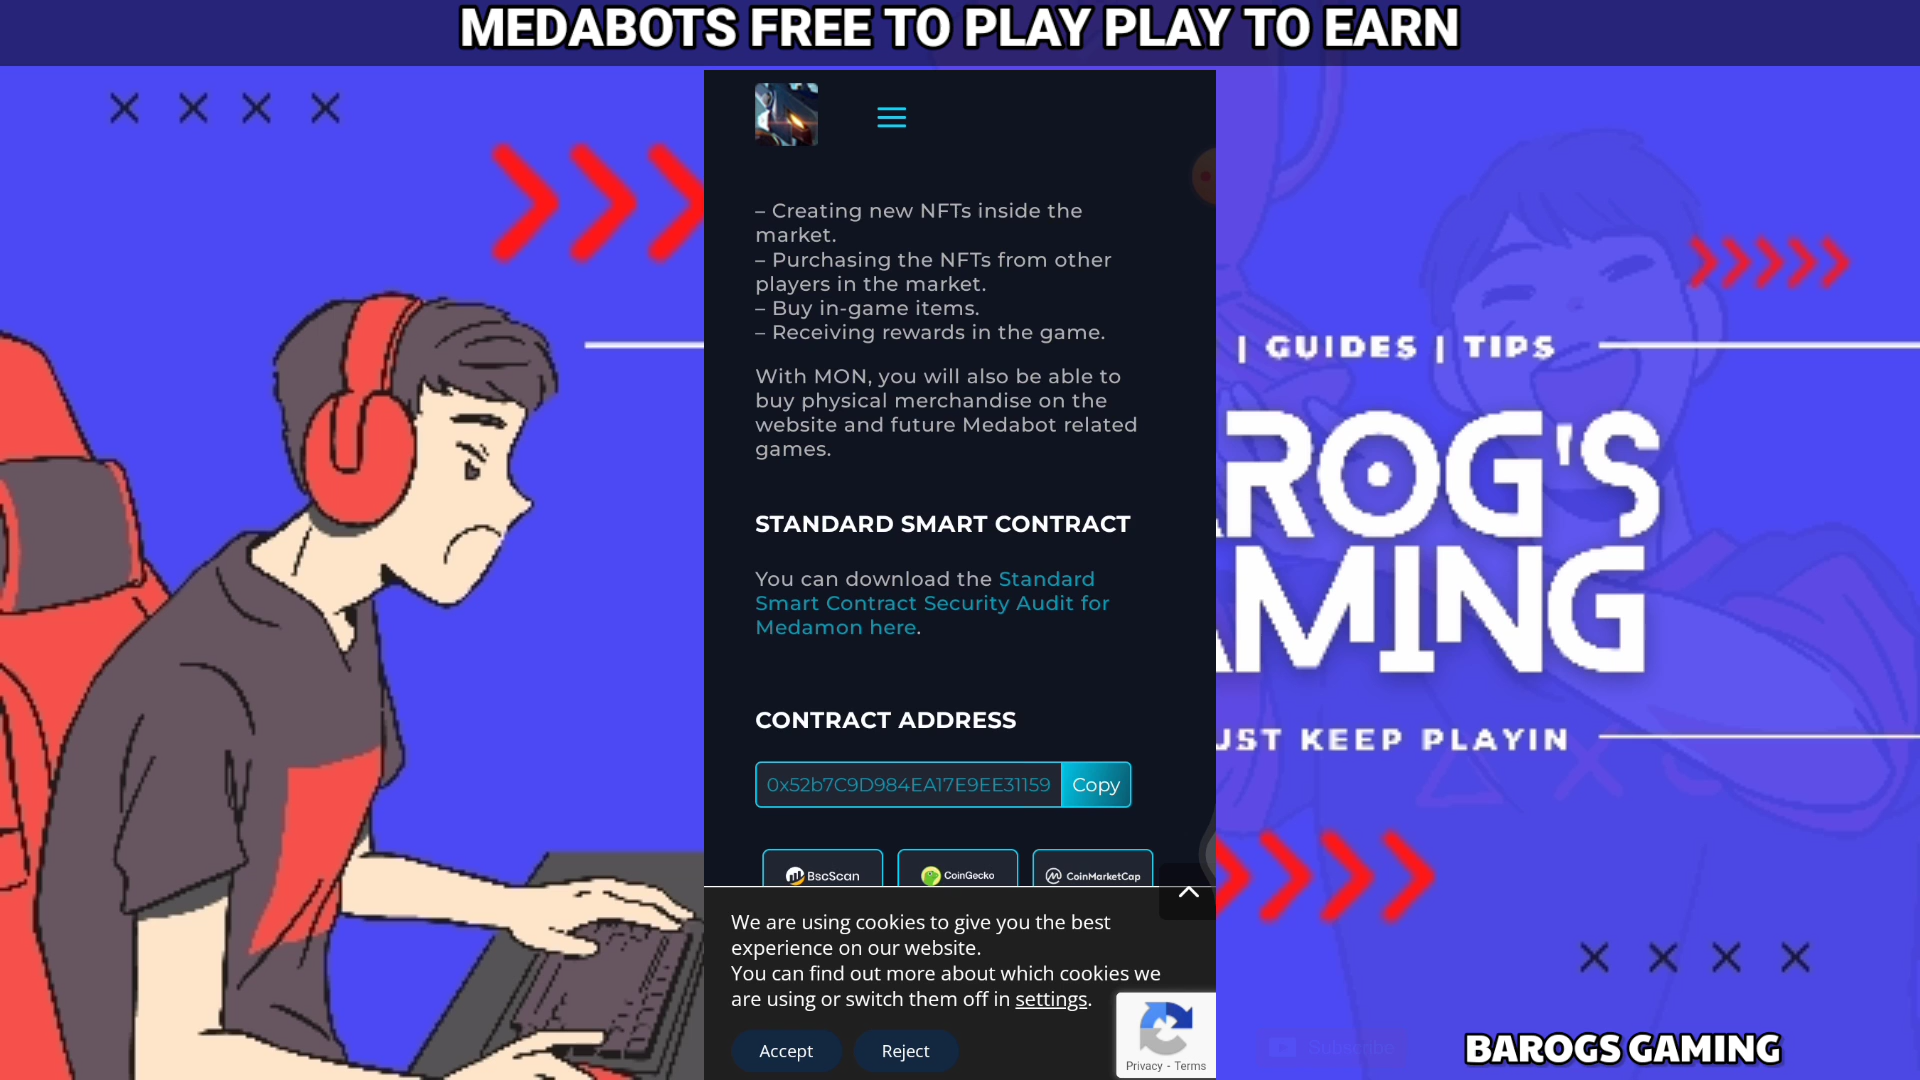 MEDABOTS FREE TO PLAY PLAY TO EARN
– Creating new NFTs inside the
market.
– Purchasing the NFTs from other
players in the market.
– Buy in-game items.
– Receiving rewards in the game.
With MON, you will also be able to
buy physical merchandise on the
website and future Medabot related
games.
STANDARD SMART CONTRACT
You can download the Standard
Smart Contract Security Audit for
Medamon here.
CONTRACT ADDRESS
0x52b7C9D984EA17E9EE31159
Copy
BscScan
CoinGecko
CoinMarketCap
We are using cookies to give you the best
experience on our website.
You can find out more about which cookies we
are using or switch them off in settings.
Accept
Reject
Privacy - Terms
| GUIDES | TIPS
ROG'S
MING
UST KEEP PLAYIN
Subscribe
BAROGS GAMING